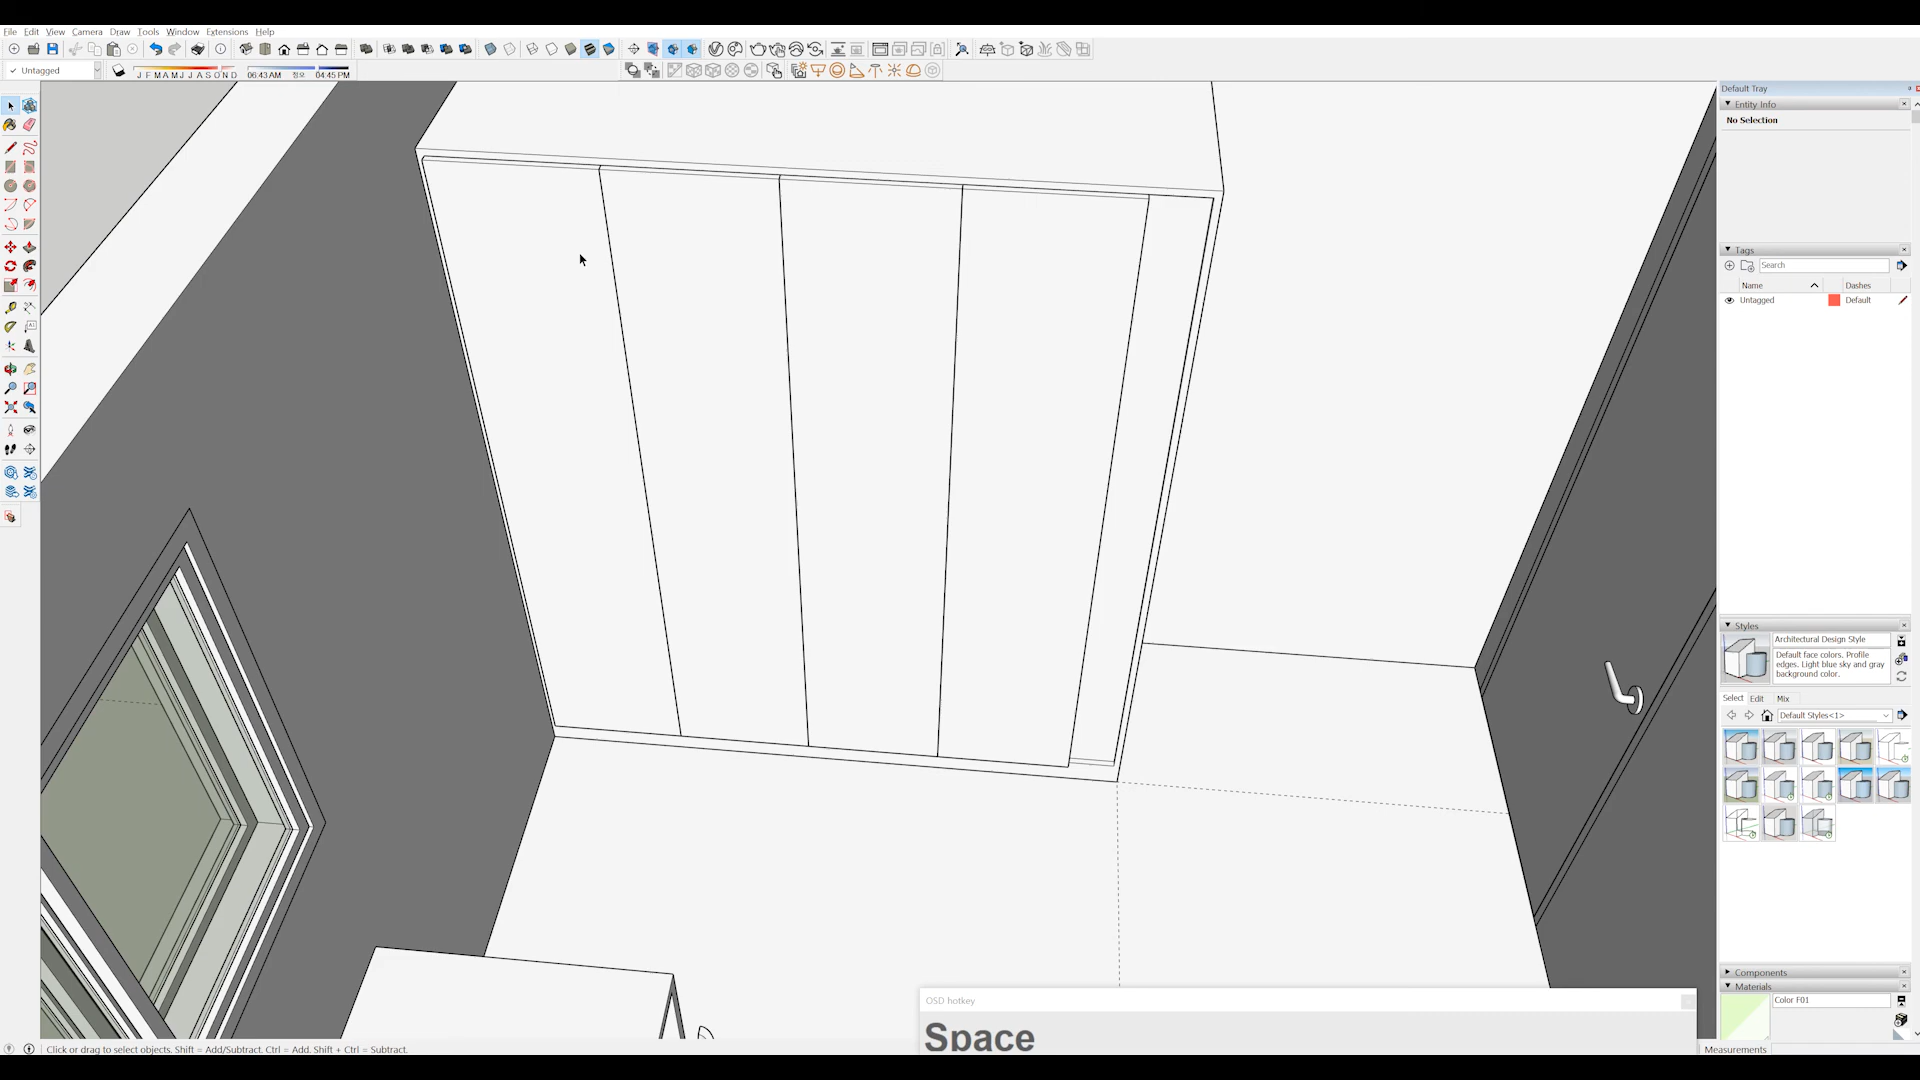 File Edit View Camera Draw Tools Window Extensions Help
Untagged
J F M A M J J A S O N D
06:43 AM 정오 04:45 PM
Default Tray
Entity Info
No Selection
Tags
Search
Name Dashes
Untagged Default
Styles
Architectural Design Style
Default face colors. Profile
edges. Light blue sky and gray
background color.
Select Edit Mix
Default Styles<1>
Components
Materials
Color F01
OSD hotkey
Space
Click or drag to select objects. Shift = Add/Subtract. Ctrl = Add. Shift + Ctrl = Subtract.
Measurements